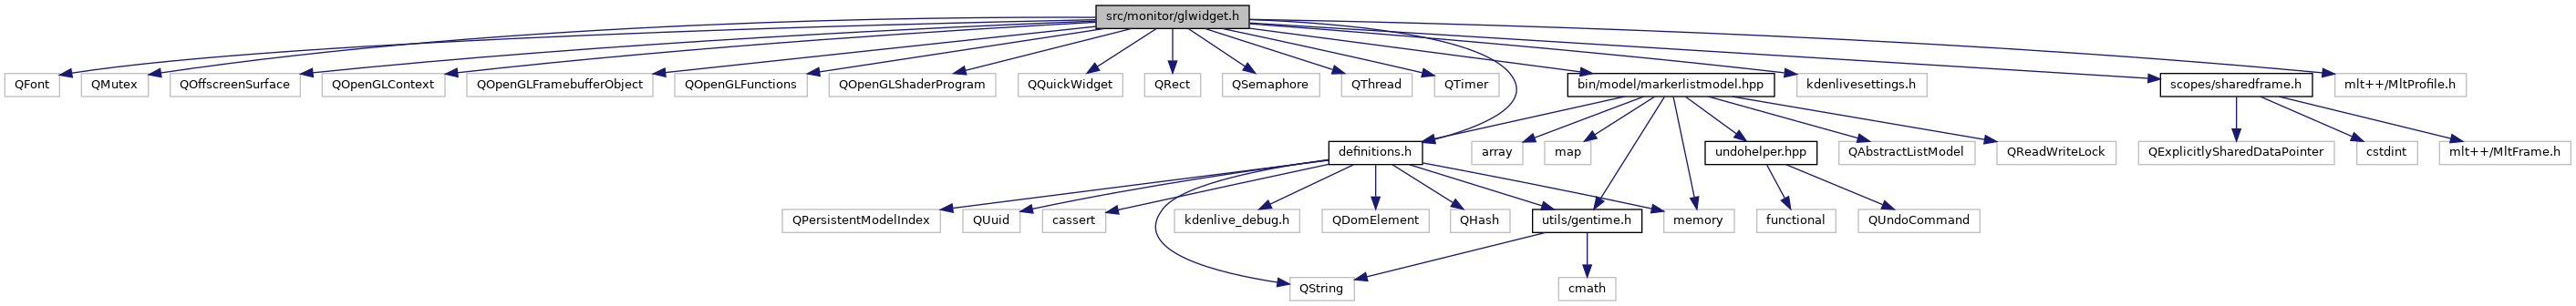 src/monitor/glwidget.h
QFont
QMutex
QOffscreenSurface
QOpenGLContext
QOpenGLFramebufferObject
QOpenGLFunctions
QOpenGLShaderProgram
QQuickWidget
QRect
QSemaphore
QThread
QTimer
bin/model/markerlistmodel.hpp
kdenlivesettings.h
scopes/sharedframe.h
mlt++/MltProfile.h
definitions.h
array
map
undohelper.hpp
QAbstractListModel
QReadWriteLock
QExplicitlySharedDataPointer
cstdint
mlt++/MltFrame.h
QPersistentModelIndex
QUuid
cassert
kdenlive_debug.h
QDomElement
QHash
utils/gentime.h
memory
functional
QUndoCommand
QString
cmath